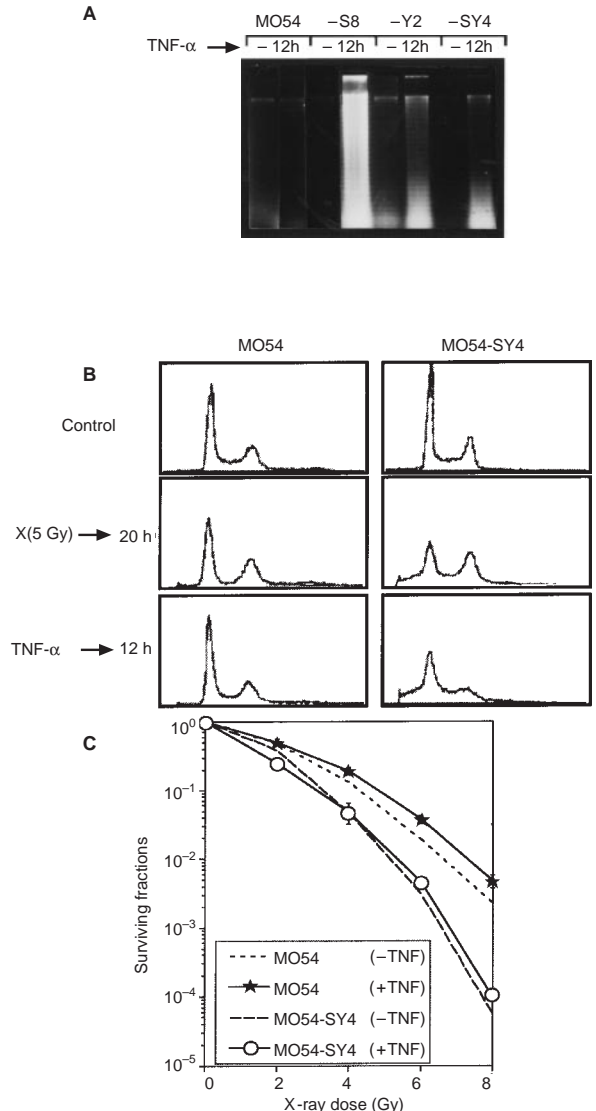 A
MO54 –S8 –Y2 –SY4
TNF-α → – 12h – 12h – 12h – 12h
MO54 MO54-SY4
B
Control
X(5 Gy) → 20 h
TNF-α → 12 h
C
10⁰
10⁻¹
10⁻²
10⁻³
10⁻⁴
10⁻⁵
Surviving fractions
MO54 (–TNF)
MO54 (+TNF)
MO54-SY4 (–TNF)
MO54-SY4 (+TNF)
0 2 4 6 8
X-ray dose (Gy)